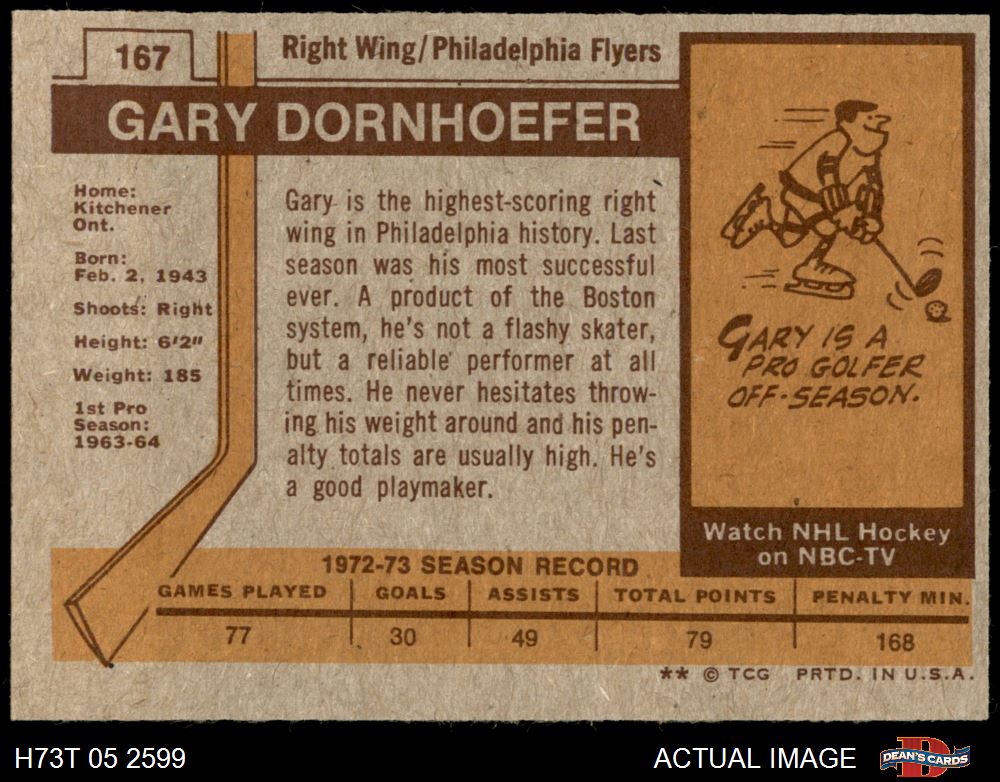 167
Right Wing/Philadelphia Flyers
GARY DORNHOEFER
Home:
Kitchener
Ont.
Born:
Feb. 2, 1943
Shoots: Right
Height: 6'2"
Weight: 185
1st Pro
Season:
1963-64
Gary is the highest-scoring right
wing in Philadelphia history. Last
season was his most successful
ever. A product of the Boston
system, he's not a flashy skater,
but a reliable performer at all
times. He never hesitates throw-
ing his weight around and his pen-
alty totals are usually high. He's
a good playmaker.
GARY IS A
PRO GOLFER
OFF-SEASON.
Watch NHL Hockey
on NBC-TV
1972-73 SEASON RECORD
GAMES PLAYED GOALS ASSISTS TOTAL POINTS PENALTY MIN.
77 30 49 79 168
** © TCG PRTD. IN U.S.A.
H73T 05 2599 ACTUAL IMAGE DEAN'S CARDS